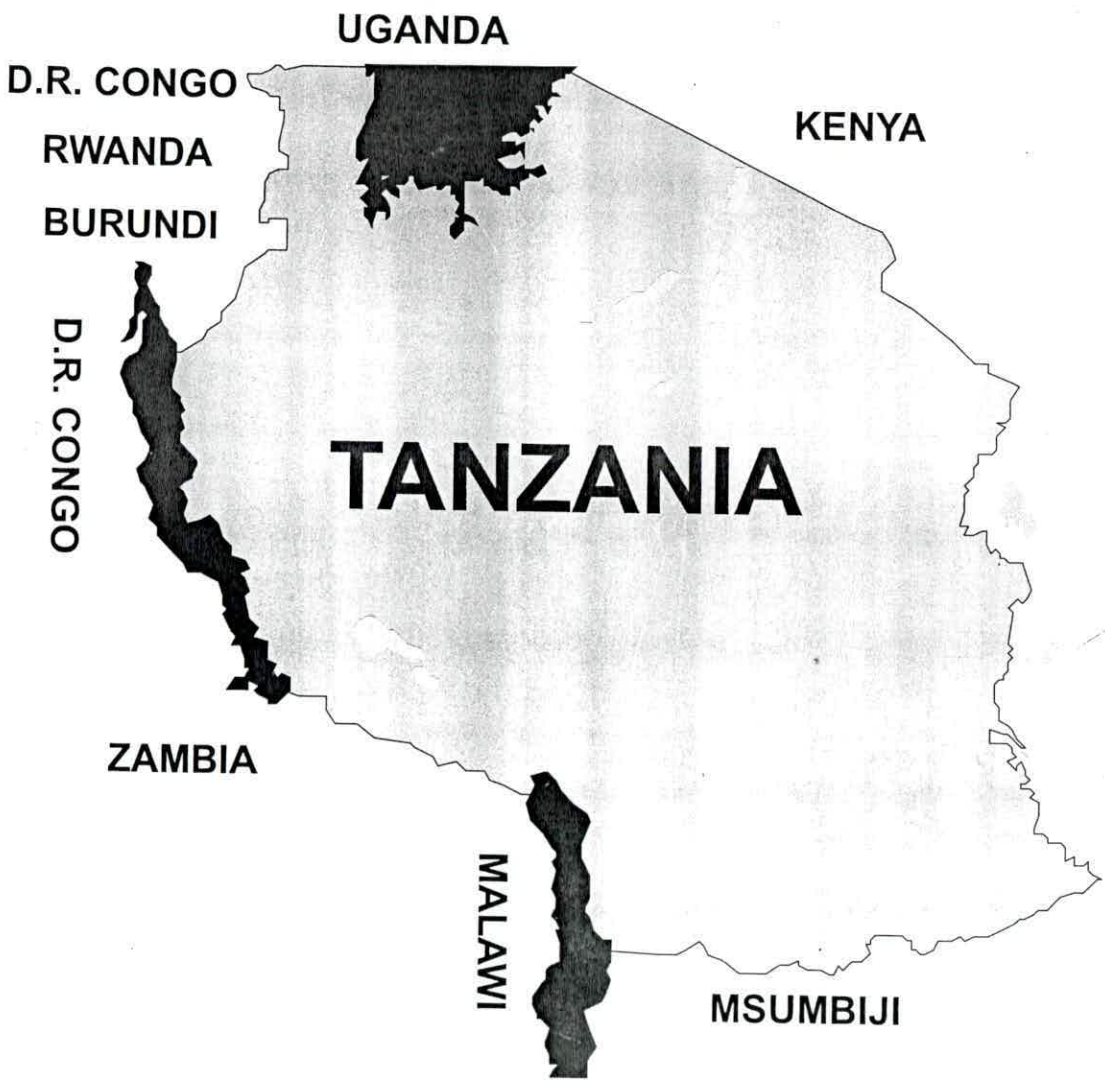 UGANDA
D.R. CONGO
KENYA
RWANDA
BURUNDI
D.R. CONGO
TANZANIA
ZAMBIA
MALAWI
MSUMBIJI